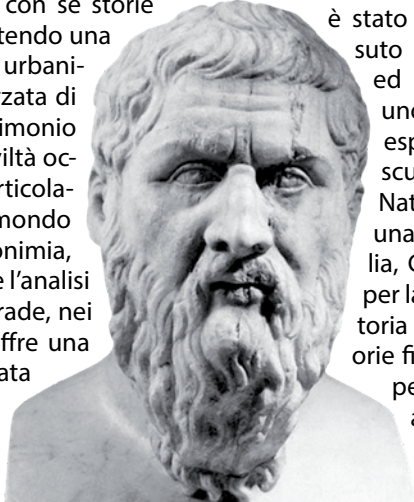 con sé storie
tendo una
urbani-
zata di
imonio
viltà oc-
rticola-
mondo
onimia,
e l'analisi
rade, nei
ffre una
ata
è stato
suto
ed
uno
esp
scu
Nat
una
lia,
per la
toria
orie fi
pe